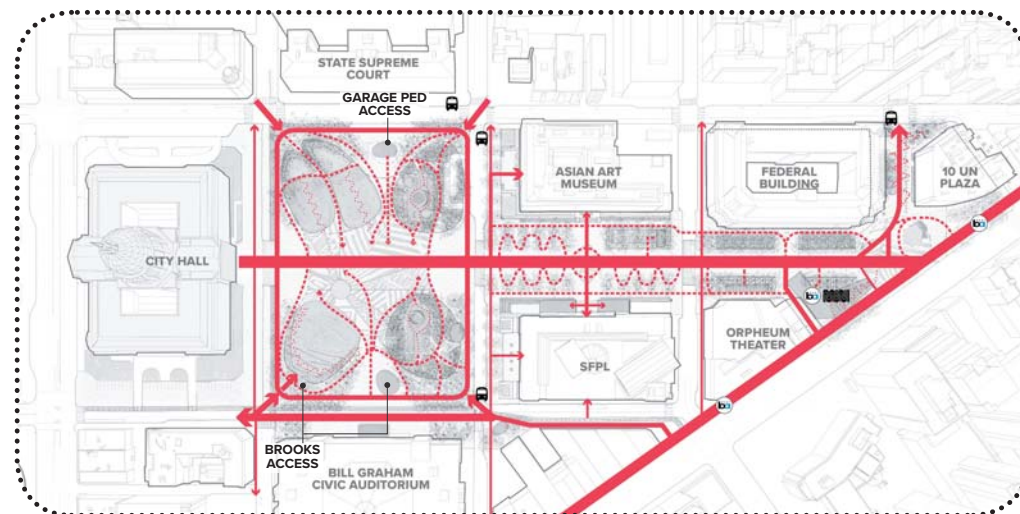 STATE SUPREME
COURT
GARAGE PED
ACCESS
ASIAN ART
MUSEUM
FEDERAL
BUILDING
10 UN
PLAZA
CITY HALL
ORPHEUM
THEATER
SFPL
BROOKS
ACCESS
BILL GRAHAM
CIVIC AUDITORIUM